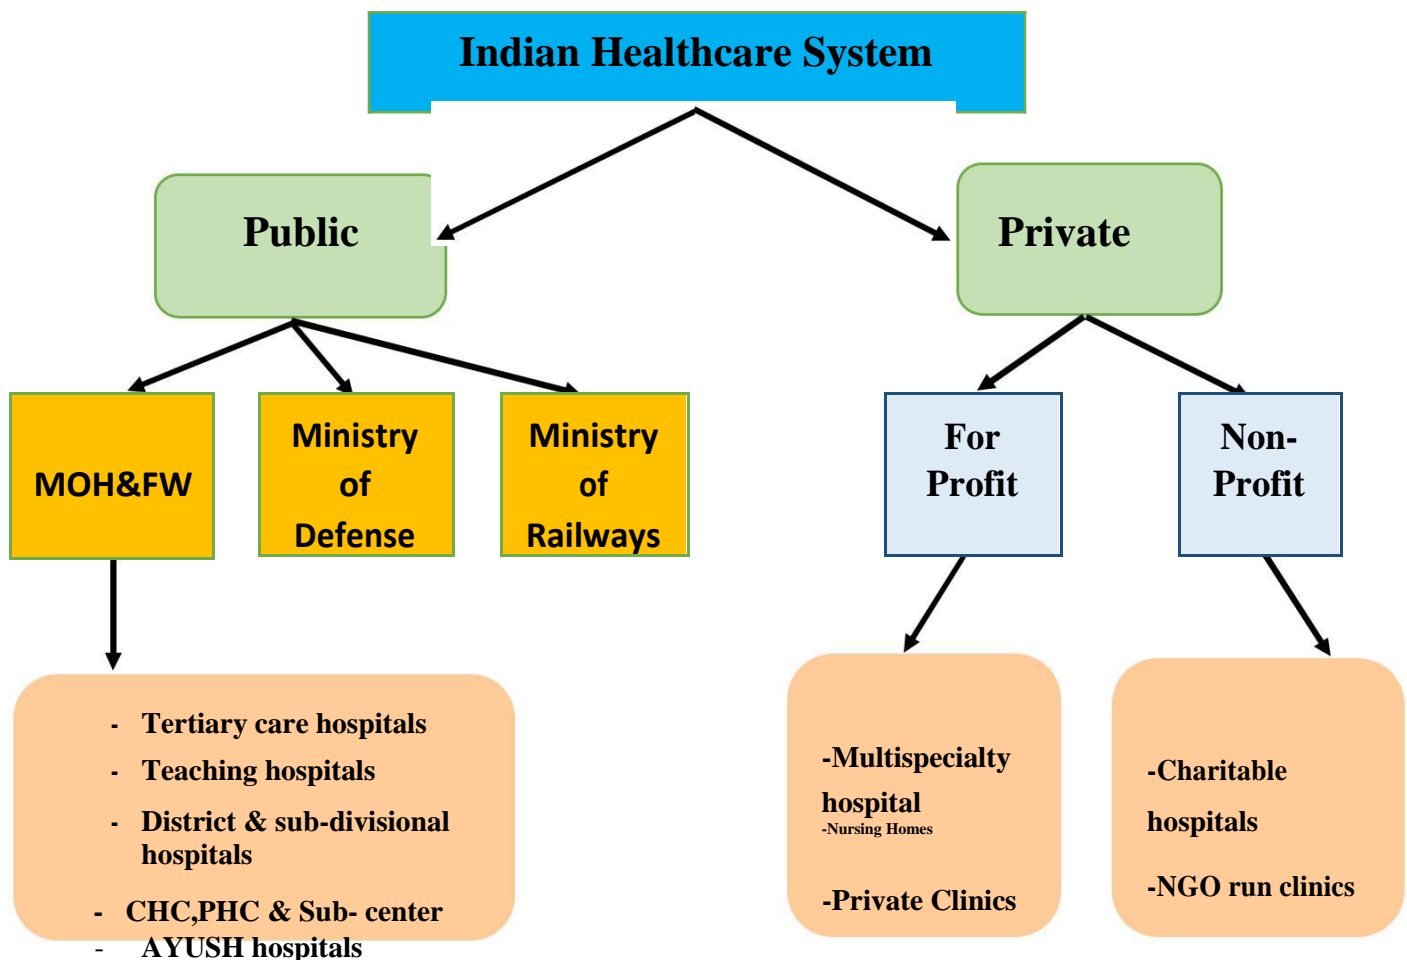 Indian Healthcare System
Public
Private
MOH&FW
Ministry
of
Defense
Ministry
of
Railways
For
Profit
Non-
Profit
- Tertiary care hospitals
- Teaching hospitals
- District & sub-divisional
hospitals
- CHC,PHC & Sub- center
- AYUSH hospitals
-Multispecialty
hospital
-Nursing Homes
-Private Clinics
-Charitable
hospitals
-NGO run clinics